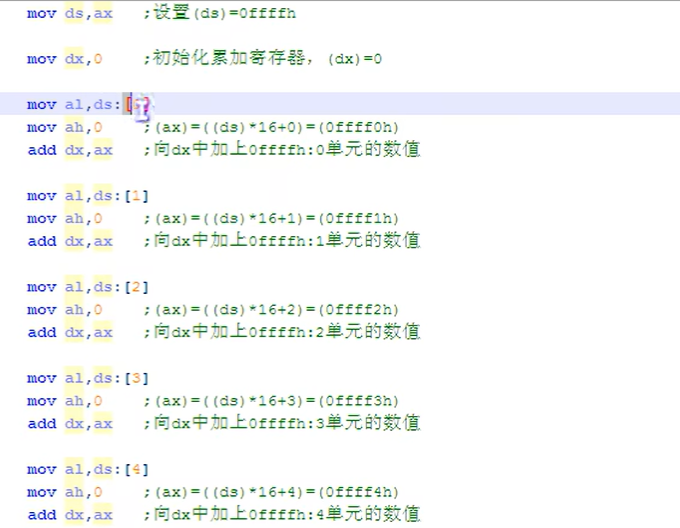 mov ds,ax ;设置(ds)=0ffffh
mov dx,0 ;初始化累加寄存器，(dx)=0
mov al,ds:[
mov ah,0 ;(ax)=((ds)*16+0)=(0ffff0h)
add dx,ax ;向dx中加上0ffffh:0单元的数值
mov al,ds:[1]
mov ah,0 ;(ax)=((ds)*16+1)=(0ffff1h)
add dx,ax ;向dx中加上0ffffh:1单元的数值
mov al,ds:[2]
mov ah,0 ;(ax)=((ds)*16+2)=(0ffff2h)
add dx,ax ;向dx中加上0ffffh:2单元的数值
mov al,ds:[3]
mov ah,0 ;(ax)=((ds)*16+3)=(0ffff3h)
add dx,ax ;向dx中加上0ffffh:3单元的数值
mov al,ds:[4]
mov ah,0 ;(ax)=((ds)*16+4)=(0ffff4h)
add dx,ax ;向dx中加上0ffffh:4单元的数值